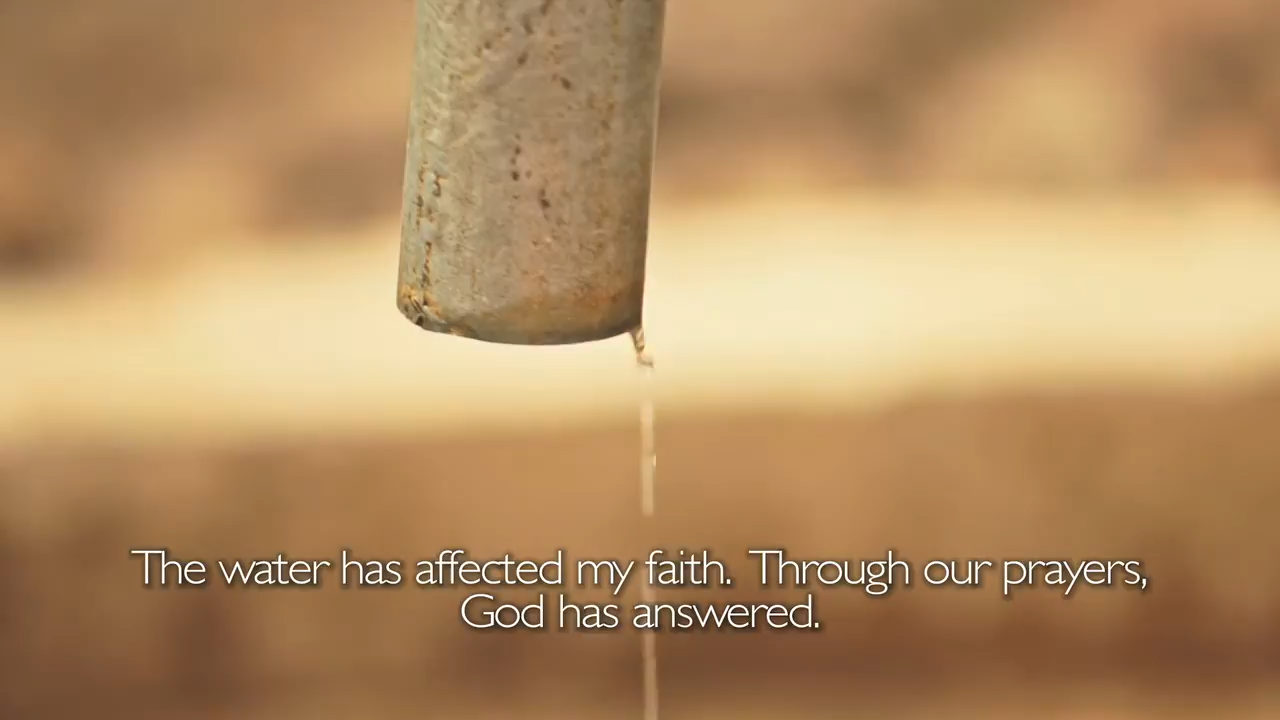 The water has affected my faith. Through our prayers,
God has answered.